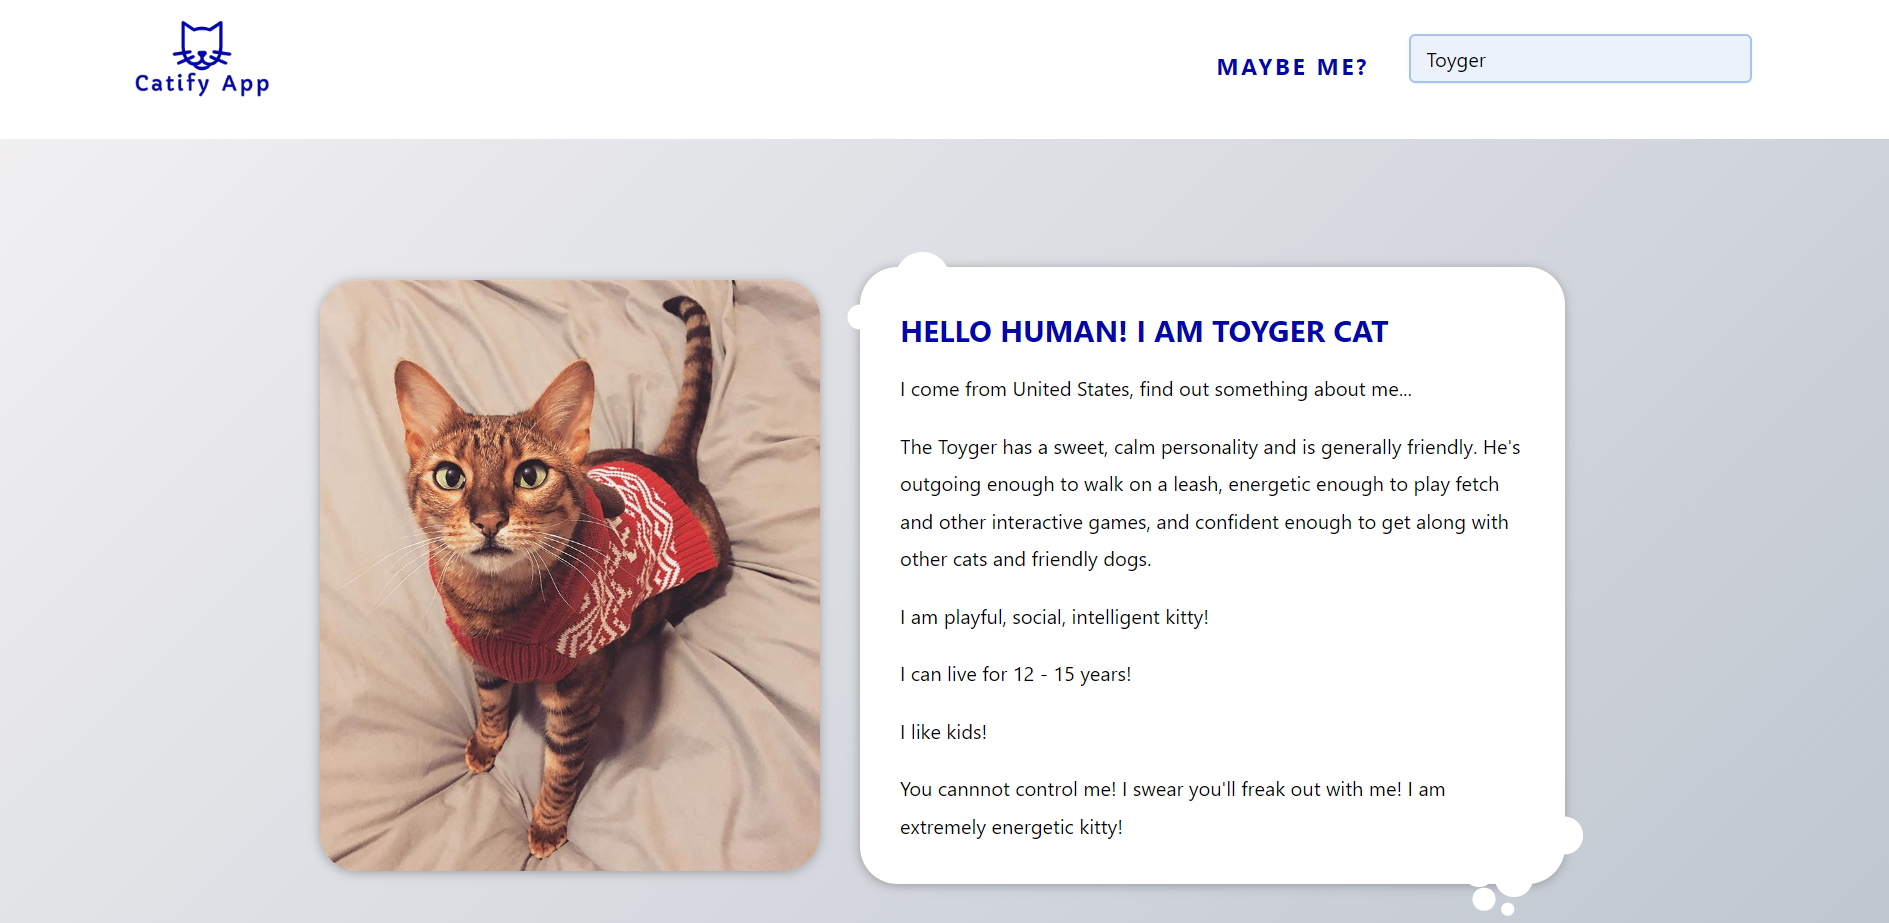 Catify App
MAYBE ME?
Toyger
HELLO HUMAN! I AM TOYGER CAT
I come from United States, find out something about me...
The Toyger has a sweet, calm personality and is generally friendly. He's
outgoing enough to walk on a leash, energetic enough to play fetch
and other interactive games, and confident enough to get along with
other cats and friendly dogs.
I am playful, social, intelligent kitty!
I can live for 12 - 15 years!
I like kids!
You cannnot control me! I swear you'll freak out with me! I am
extremely energetic kitty!